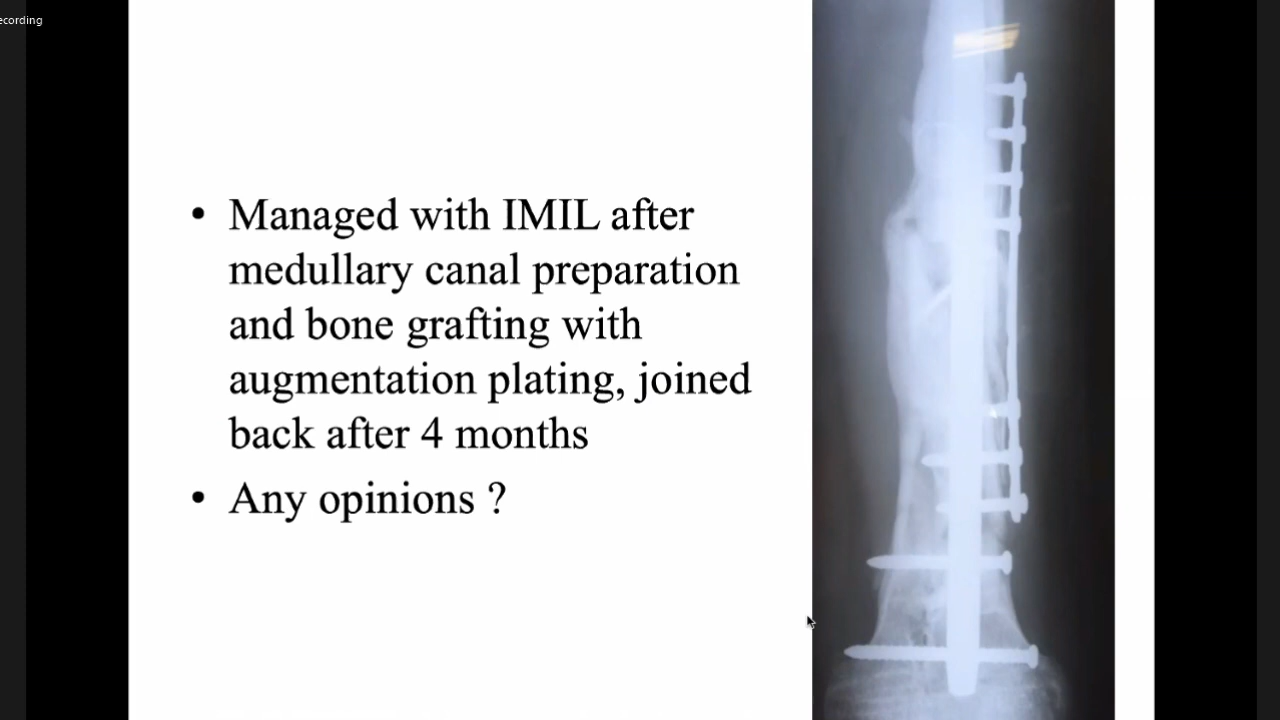 ecording
• Managed with IMIL after
medullary canal preparation
and bone grafting with
augmentation plating, joined
back after 4 months
• Any opinions ?